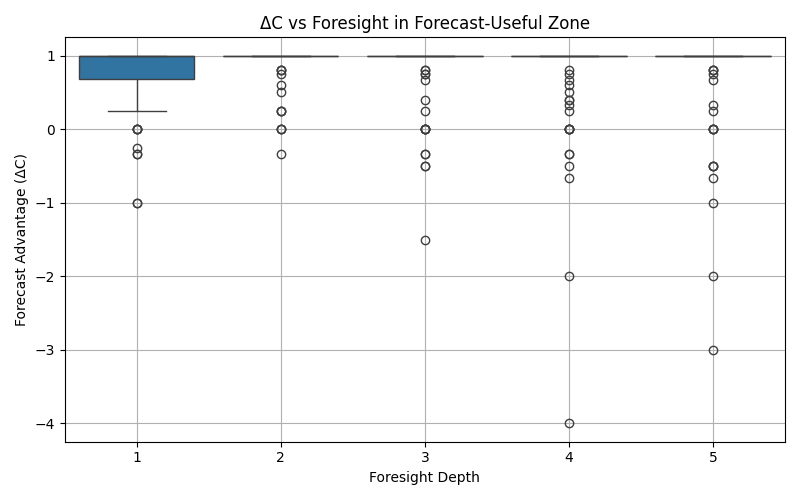 ΔC vs Foresight in Forecast-Useful Zone
Forecast Advantage (ΔC)
1
0
−1
−2
−3
−4
1 2 3 4 5
Foresight Depth